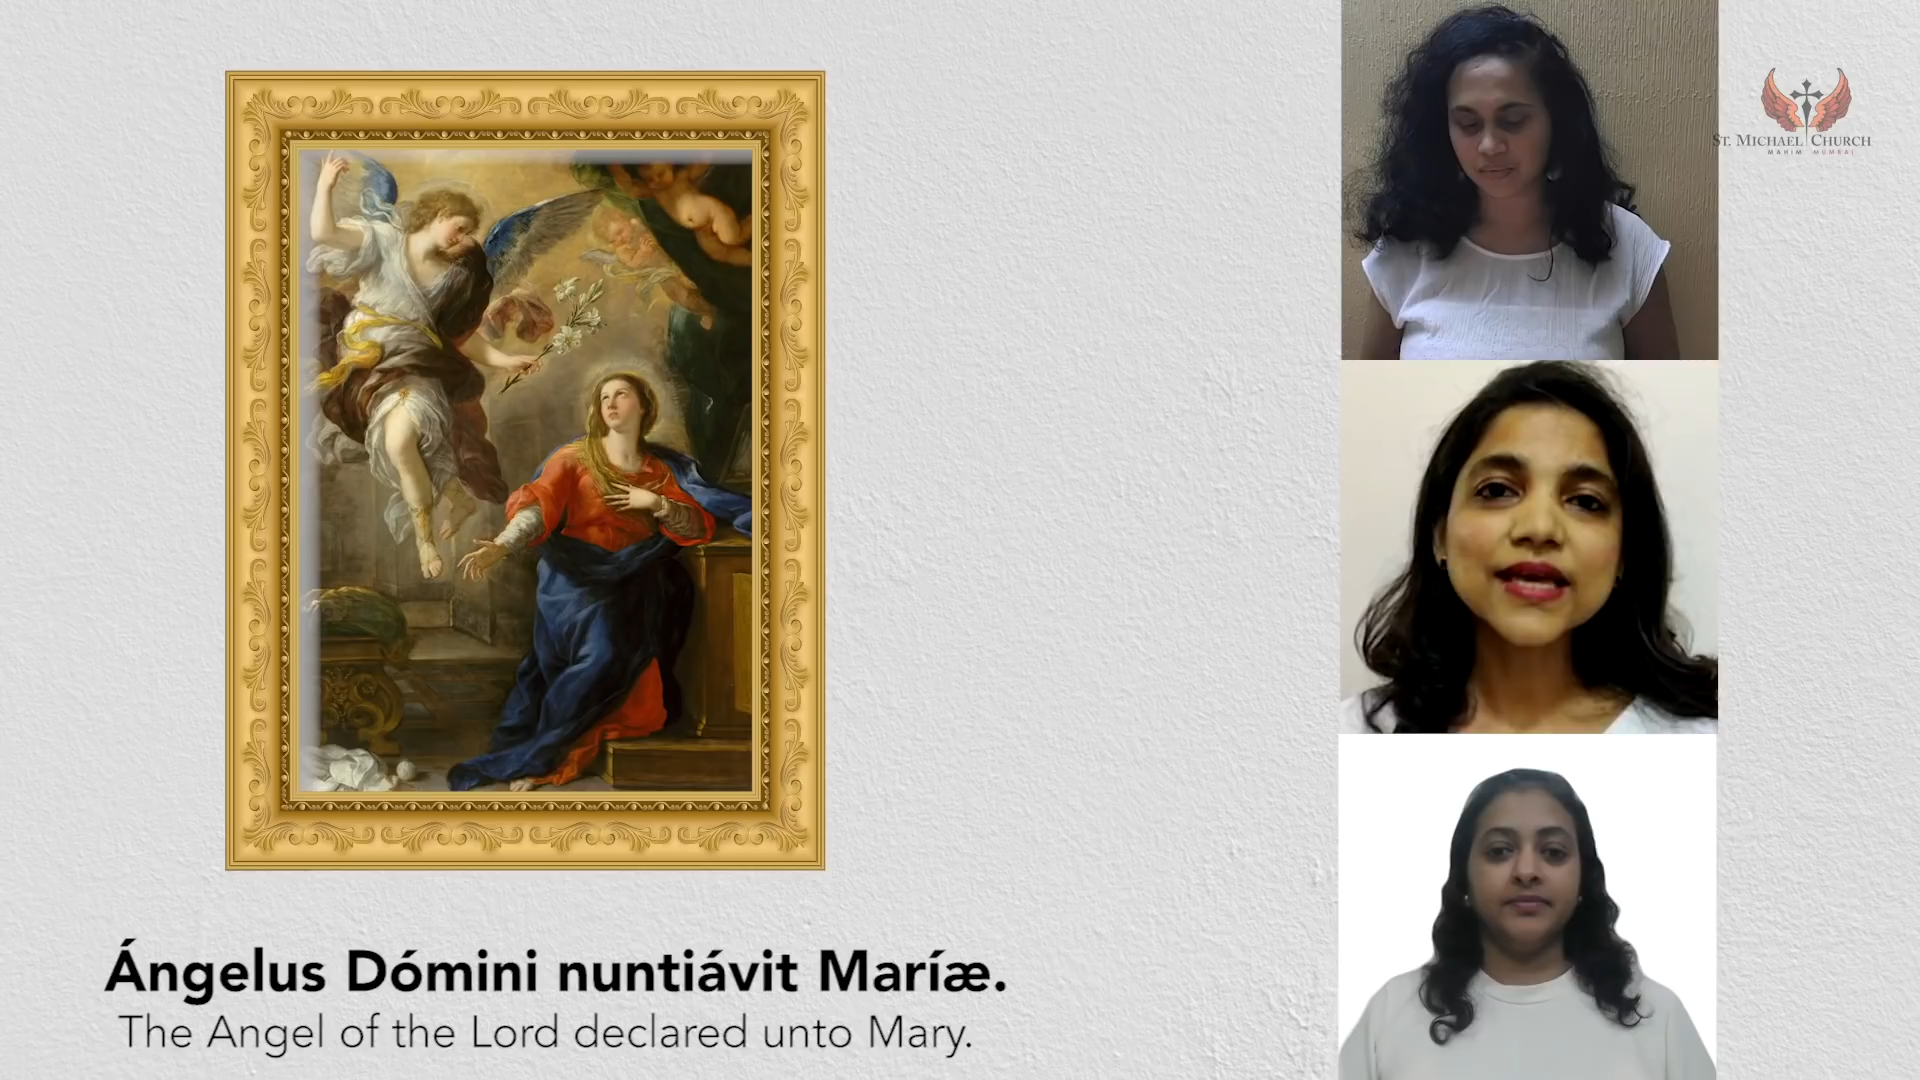 St. Michael Church
MAHIM MUMBAI
Ángelus Dómini nuntiávit Maríæ.
The Angel of the Lord declared unto Mary.